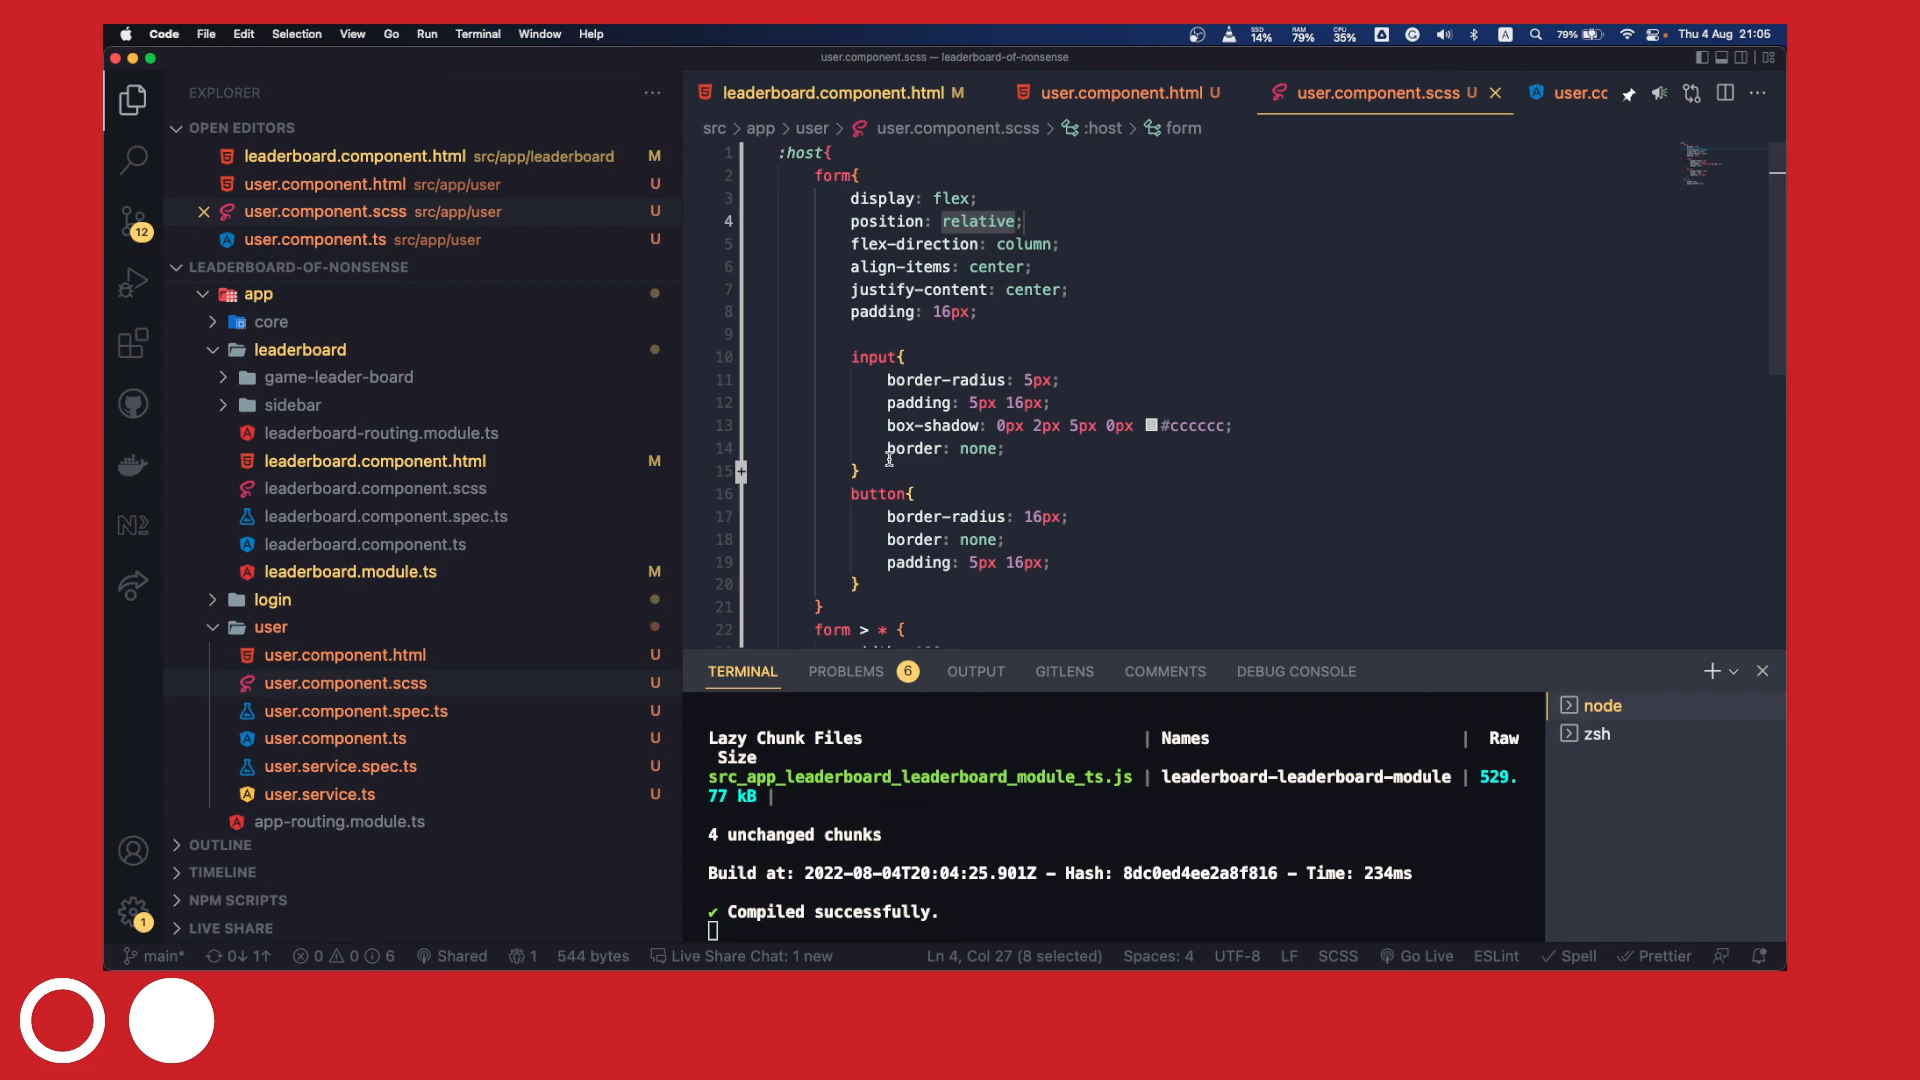 Code File Edit Selection View Go Run Terminal Window Help
SSD 14% RAM 79% CPU 35% A 79% Thu 4 Aug 21:05
user.component.scss — leaderboard-of-nonsense
EXPLORER
OPEN EDITORS
leaderboard.component.html src/app/leaderboard M
user.component.html src/app/user U
user.component.scss src/app/user U
user.component.ts src/app/user U
LEADERBOARD-OF-NONSENSE
app
core
leaderboard
game-leader-board
sidebar
leaderboard-routing.module.ts
leaderboard.component.html M
leaderboard.component.scss
leaderboard.component.spec.ts
leaderboard.component.ts
leaderboard.module.ts M
login
user
user.component.html U
user.component.scss U
user.component.spec.ts U
user.component.ts U
user.service.spec.ts U
user.service.ts U
app-routing.module.ts
OUTLINE
TIMELINE
NPM SCRIPTS
LIVE SHARE
12
1
leaderboard.component.html M user.component.html U user.component.scss U user.cc
src > app > user > user.component.scss > :host > form
1 :host{
2 form{
3 display: flex;
4 position: relative;
5 flex-direction: column;
6 align-items: center;
7 justify-content: center;
8 padding: 16px;
9
10 input{
11 border-radius: 5px;
12 padding: 5px 16px;
13 box-shadow: 0px 2px 5px 0px #cccccc;
14 border: none;
15 }
16 button{
17 border-radius: 16px;
18 border: none;
19 padding: 5px 16px;
20 }
21 }
22 form > * {
TERMINAL PROBLEMS 6 OUTPUT GITLENS COMMENTS DEBUG CONSOLE
node
zsh
Lazy Chunk Files | Names | Raw
Size
src_app_leaderboard_leaderboard_module_ts.js | leaderboard-leaderboard-module | 529.
77 kB |
4 unchanged chunks
Build at: 2022-08-04T20:04:25.901Z - Hash: 8dc0ed4ee2a8f816 - Time: 234ms
✔ Compiled successfully.
main* 0↓ 1↑ 0 0 6 Shared 1 544 bytes Live Share Chat: 1 new Ln 4, Col 27 (8 selected) Spaces: 4 UTF-8 LF SCSS Go Live ESLint Spell Prettier